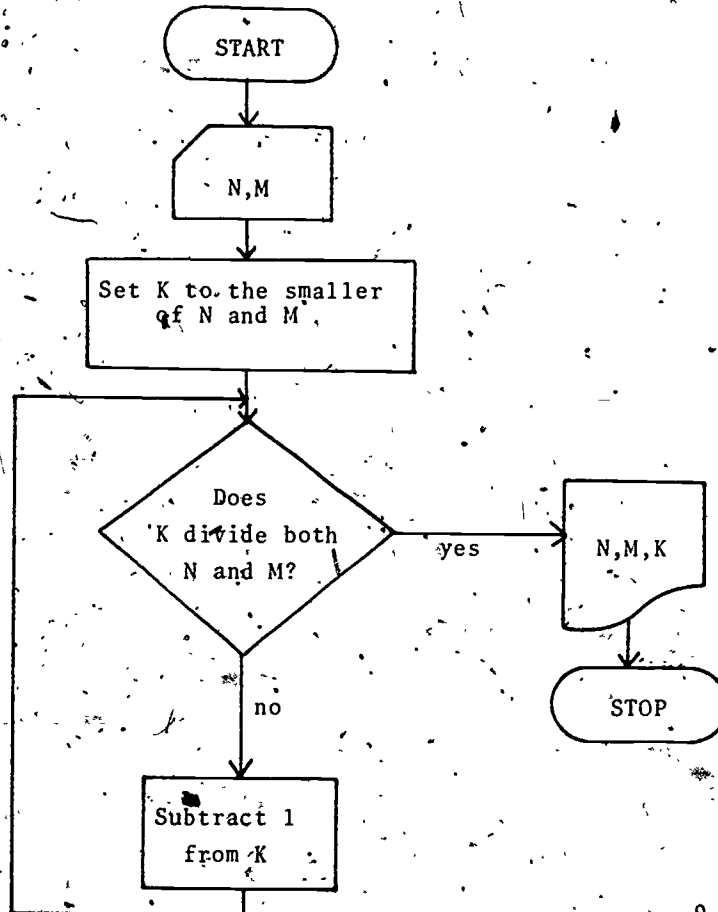 START
N,M
Set K to the smaller
of N and M
Does
K divide both
N and M?
yes
N,M,K
STOP
no
Subtract 1
from K